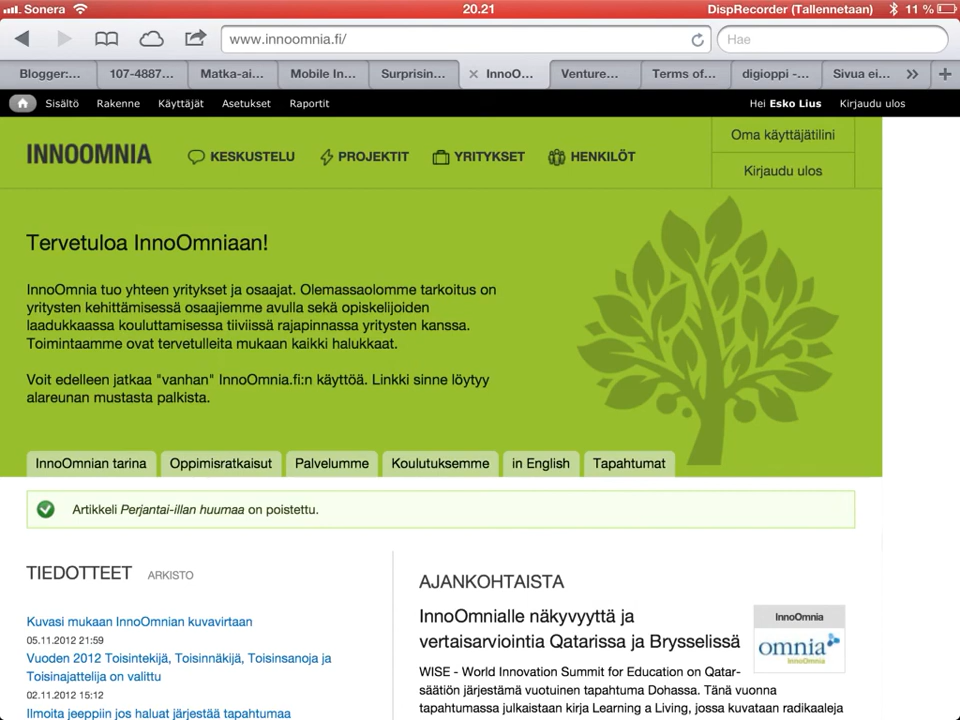 Sonera 20.21 DispRecorder (Tallennetaan) 11 %
www.innoomnia.fi/ Hae
Blogger:... 107-4887... Matka-ai... Mobile In... Surprisin... InnoO... Venture... Terms of... digioppi -... Sivua ei...
Sisältö Rakenne Käyttäjät Asetukset Raportit Hei Esko Lius Kirjaudu ulos
Oma käyttäjätilini
INNOOMNIA KESKUSTELU PROJEKTIT YRITYKSET HENKILÖT
Kirjaudu ulos
Tervetuloa InnoOmniaan!
InnoOmnia tuo yhteen yritykset ja osaajat. Olemassaolomme tarkoitus on
yritysten kehittämisessä osaajiemme avulla sekä opiskelijoiden
laadukkaassa kouluttamisessa tiiviissä rajapinnassa yritysten kanssa.
Toimintaamme ovat tervetulleita mukaan kaikki halukkaat.
Voit edelleen jatkaa "vanhan" InnoOmnia.fi:n käyttöä. Linkki sinne löytyy
alareunan mustasta palkista.
InnoOmnian tarina Oppimisratkaisut Palvelumme Koulutuksemme in English Tapahtumat
Artikkeli Perjantai-illan huumaa on poistettu.
TIEDOTTEET ARKISTO
Kuvasi mukaan InnoOmnian kuvavirtaan
05.11.2012 21:59
Vuoden 2012 Toisintekijä, Toisinnäkijä, Toisinsanoja ja
Toisinajattelija on valittu
02.11.2012 15:12
Ilmoita jeeppiin jos haluat järjestää tapahtumaa
AJANKOHTAISTA
InnoOmnialle näkyvyyttä ja
vertaisarviointia Qatarissa ja Brysselissä
InnoOmnia
omnia
InnoOmnia
WISE - World Innovation Summit for Education on Qatar-
säätiön järjestämä vuotuinen tapahtuma Dohassa. Tänä vuonna
tapahtumassa julkaistaan kirja Learning a Living, jossa kuvataan radikaaleja